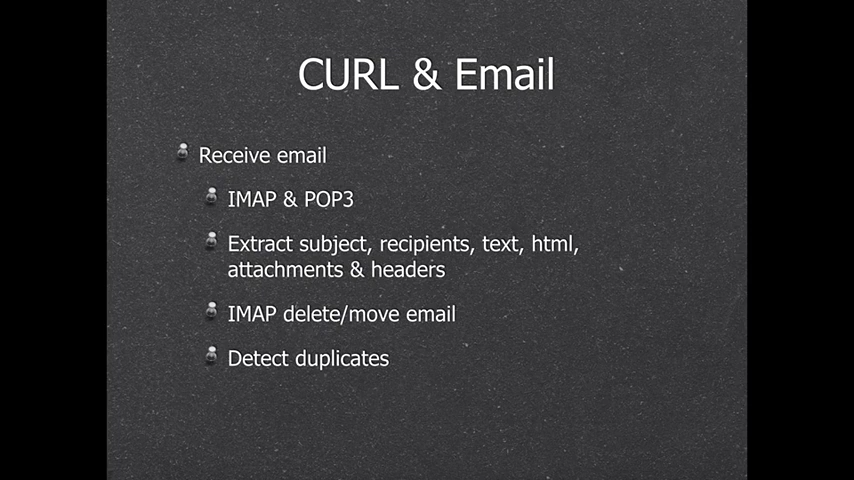 CURL & Email
Receive email
IMAP & POP3
Extract subject, recipients, text, html,
attachments & headers
IMAP delete/move email
Detect duplicates